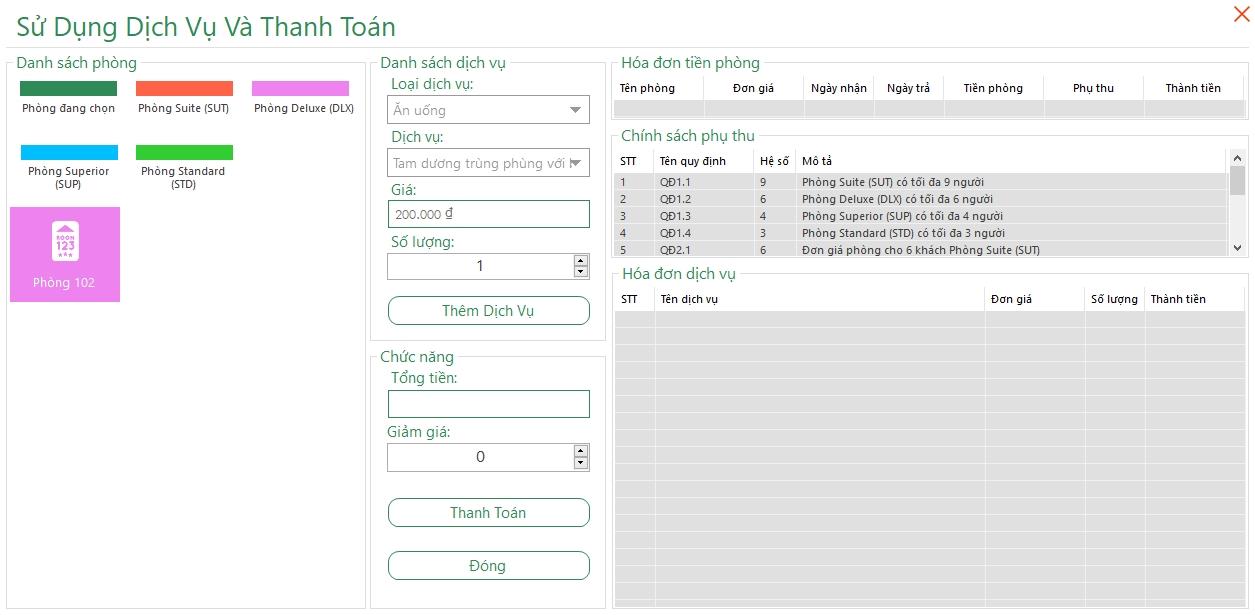 Sử Dụng Dịch Vụ Và Thanh Toán
Danh sách phòng
Phòng đang chọn
Phòng Suite (SUT)
Phòng Deluxe (DLX)
Phòng Superior
(SUP)
Phòng Standard
(STD)
ROON
123
Phòng 102
Danh sách dịch vụ
Loại dịch vụ:
Ăn uống
Dịch vụ:
Tam dương trùng phùng với
Giá:
200.000 ₫
Số lượng:
1
Thêm Dịch Vụ
Chức năng
Tổng tiền:
Giảm giá:
0
Thanh Toán
Đóng
Hóa đơn tiền phòng
Tên phòng Đơn giá Ngày nhận Ngày trả Tiền phòng Phụ thu Thành tiền
Chính sách phụ thu
STT Tên quy định Hệ số Mô tả
1 QĐ1.1 9 Phòng Suite (SUT) có tối đa 9 người
2 QĐ1.2 6 Phòng Deluxe (DLX) có tối đa 6 người
3 QĐ1.3 4 Phòng Superior (SUP) có tối đa 4 người
4 QĐ1.4 3 Phòng Standard (STD) có tối đa 3 người
5 QĐ2.1 6 Đơn giá phòng cho 6 khách Phòng Suite (SUT)
Hóa đơn dịch vụ
STT Tên dịch vụ Đơn giá Số lượng Thành tiền